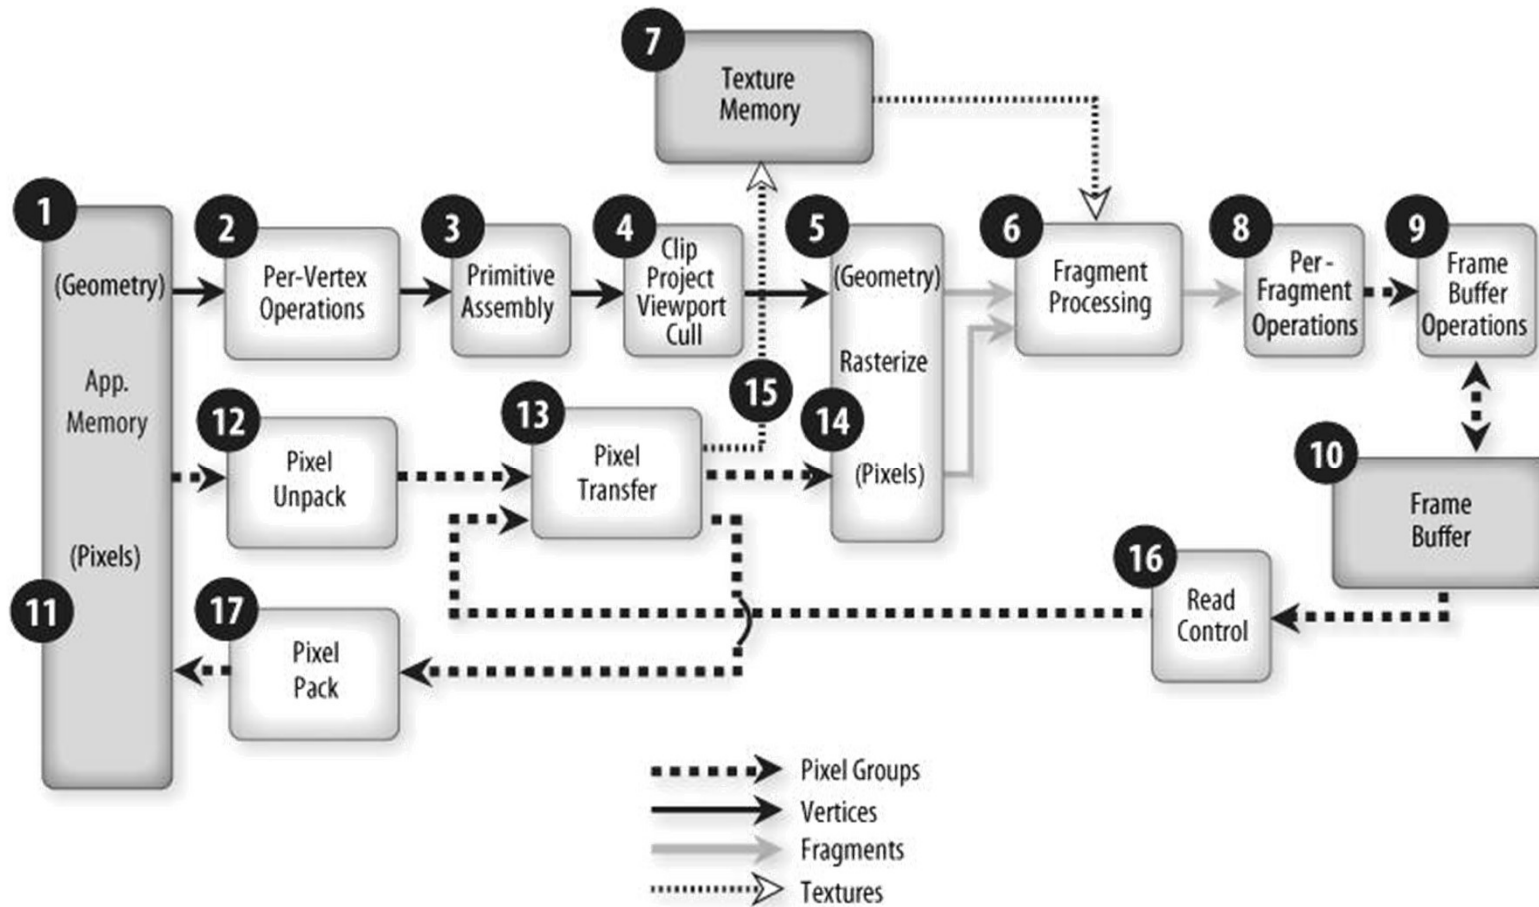 7
Texture
Memory
1
(Geometry)
App.
Memory
(Pixels)
11
2
Per-Vertex
Operations
3
Primitive
Assembly
4
Clip
Project
Viewport
Cull
5
(Geometry)
Rasterize
14
(Pixels)
6
Fragment
Processing
8
Per-
Fragment
Operations
9
Frame
Buffer
Operations
12
Pixel
Unpack
13
Pixel
Transfer
15
10
Frame
Buffer
16
Read
Control
17
Pixel
Pack
Pixel Groups
Vertices
Fragments
Textures